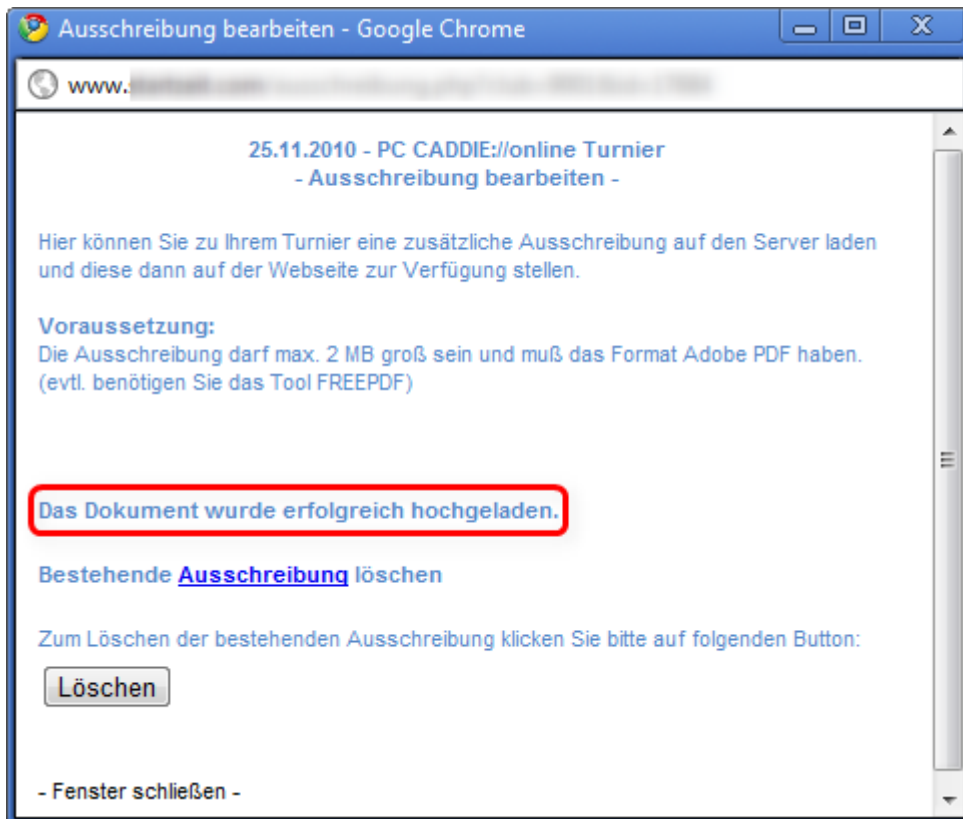 Ausschreibung bearbeiten - Google Chrome
www.
25.11.2010 - PC CADDIE://online Turnier
- Ausschreibung bearbeiten -
Hier können Sie zu Ihrem Turnier eine zusätzliche Ausschreibung auf den Server laden
und diese dann auf der Webseite zur Verfügung stellen.
Voraussetzung:
Die Ausschreibung darf max. 2 MB groß sein und muß das Format Adobe PDF haben.
(evtl. benötigen Sie das Tool FREEPDF)
Das Dokument wurde erfolgreich hochgeladen.
Bestehende Ausschreibung löschen
Zum Löschen der bestehenden Ausschreibung klicken Sie bitte auf folgenden Button:
Löschen
- Fenster schließen -